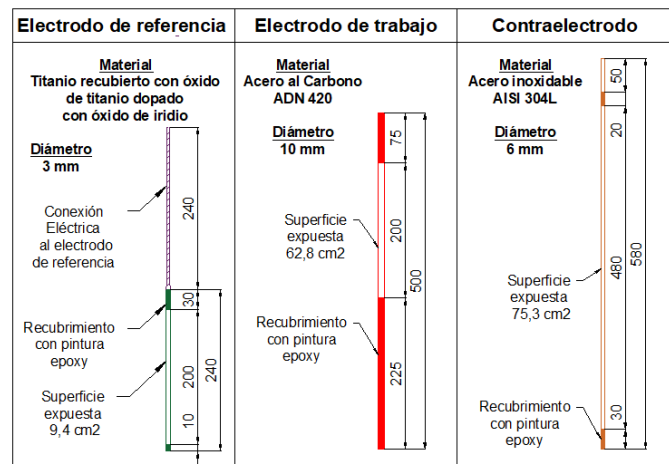 Electrodo de referencia
Material
Titanio recubierto con óxido
de titanio dopado
con óxido de iridio
Diámetro
3 mm
Conexión
Eléctrica
al electrodo
de referencia
240
30
Recubrimiento
con pintura
epoxy
200
240
Superficie
expuesta
9,4 cm2
10
Electrodo de trabajo
Material
Acero al Carbono
ADN 420
Diámetro
10 mm
75
Superficie
expuesta
62,8 cm2
200
500
Recubrimiento
con pintura
epoxy
225
Contraelectrodo
Material
Acero inoxidable
AISI 304L
Diámetro
6 mm
50
20
Superficie
expuesta
75,3 cm2
480
580
Recubrimiento
con pintura
epoxy
30